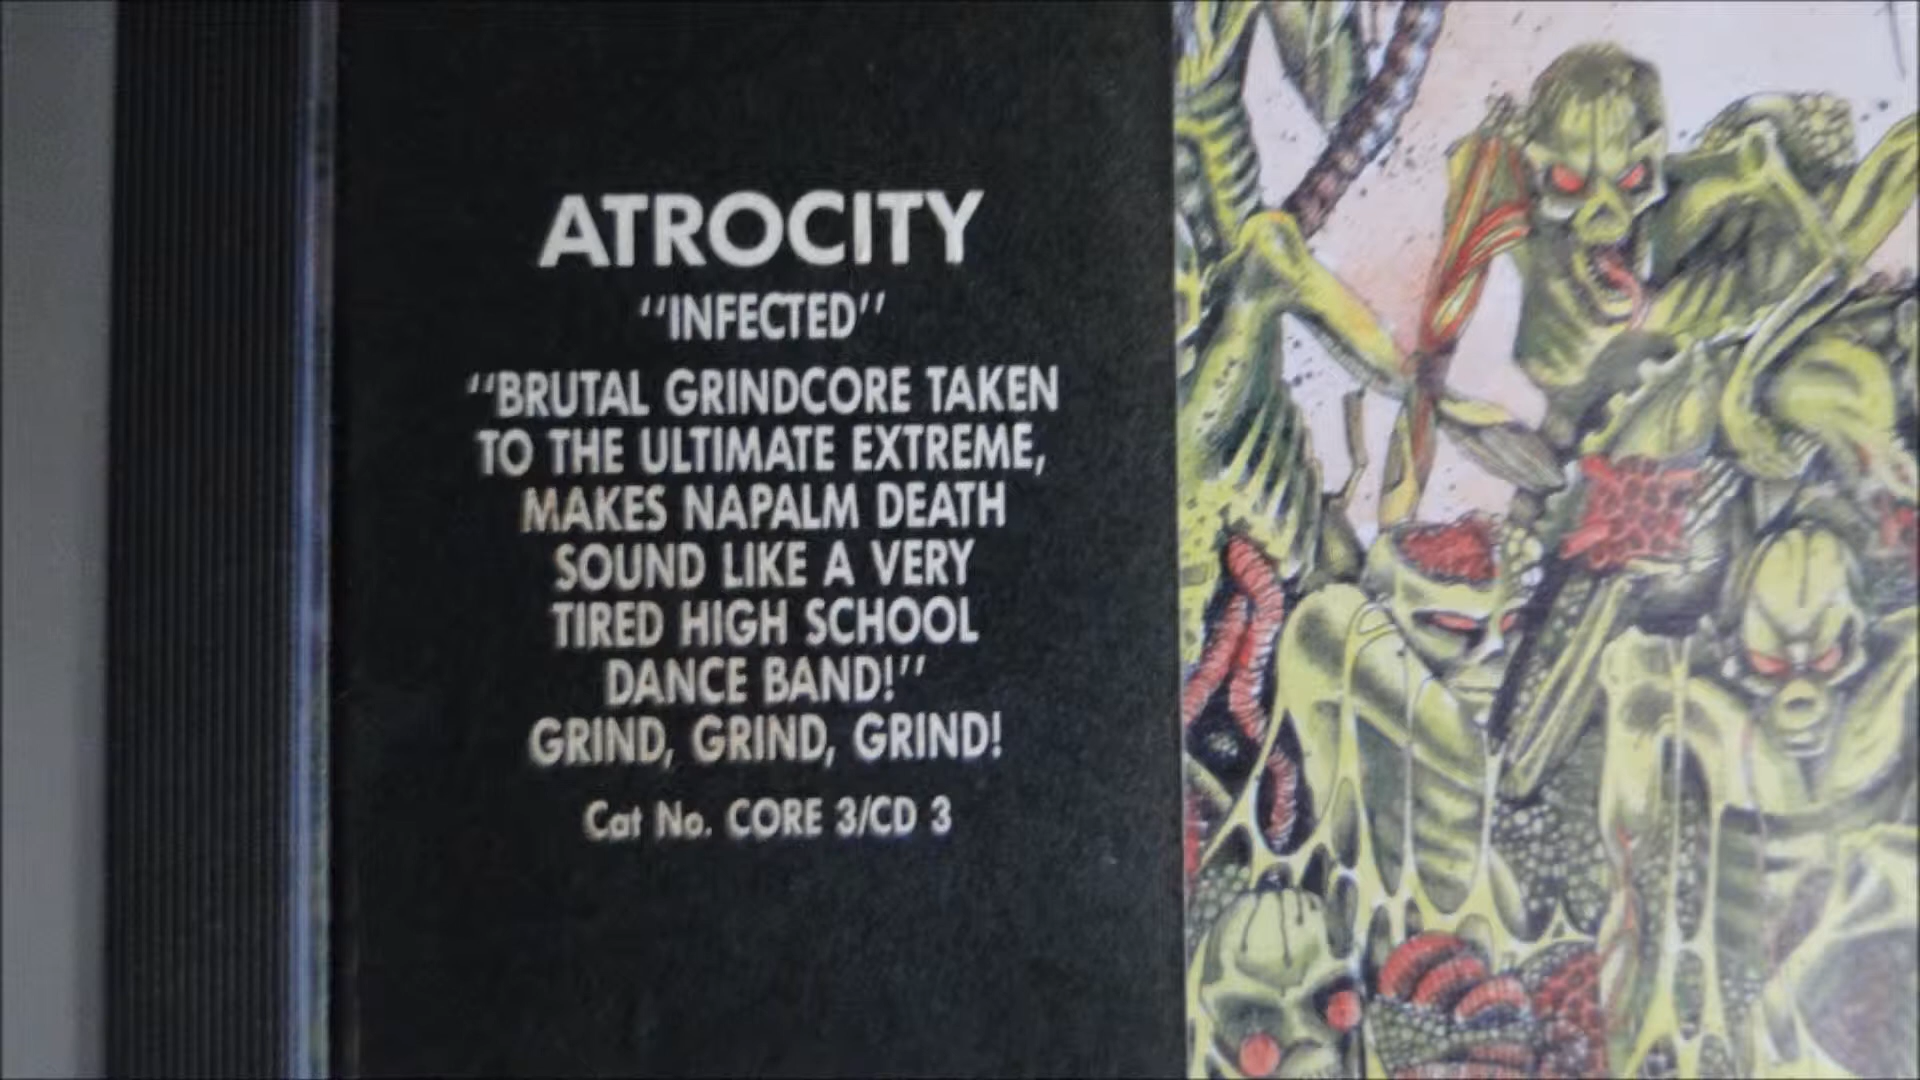 ATROCITY
"INFECTED"
"BRUTAL GRINDCORE TAKEN
TO THE ULTIMATE EXTREME,
MAKES NAPALM DEATH
SOUND LIKE A VERY
TIRED HIGH SCHOOL
DANCE BAND!"
GRIND, GRIND, GRIND!
Cat No. CORE 3/CD 3